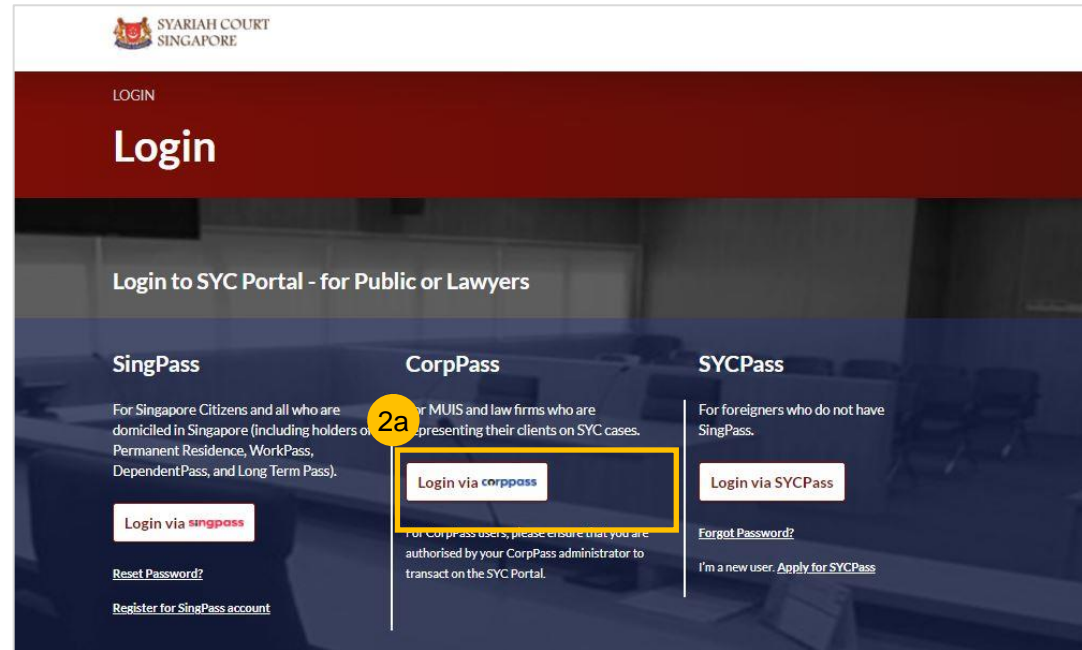 SYARIAH COURT
SINGAPORE
LOGIN
Login
Login to SYC Portal - for Public or Lawyers
SingPass
For Singapore Citizens and all who are
domiciled in Singapore (including holders o
Permanent Residence, WorkPass,
DependentPass, and Long Term Pass).
Login via singpass
Reset Password?
Register for SingPass account
CorpPass
2a
or MUIS and law firms who are
representing their clients on SYC cases.
Login via corppass
For CorpPass users, please ensure that you are
authorised by your CorpPass administrator to
transact on the SYC Portal.
SYCPass
For foreigners who do not have
SingPass.
Login via SYCPass
Forgot Password?
I'm a new user. Apply for SYCPass